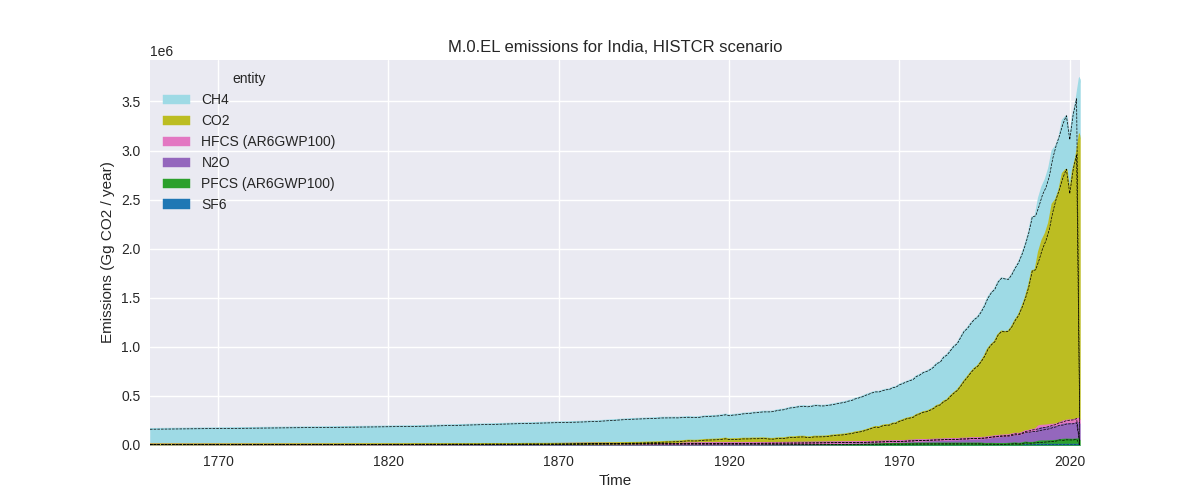 M.0.EL emissions for India, HISTCR scenario
1e6
entity
CH4
CO2
HFCS (AR6GWP100)
N2O
PFCS (AR6GWP100)
SF6
3.5
3.0
2.5
2.0
1.5
1.0
0.5
0.0
Emissions (Gg CO2 / year)
1770
1820
1870
1920
1970
2020
Time